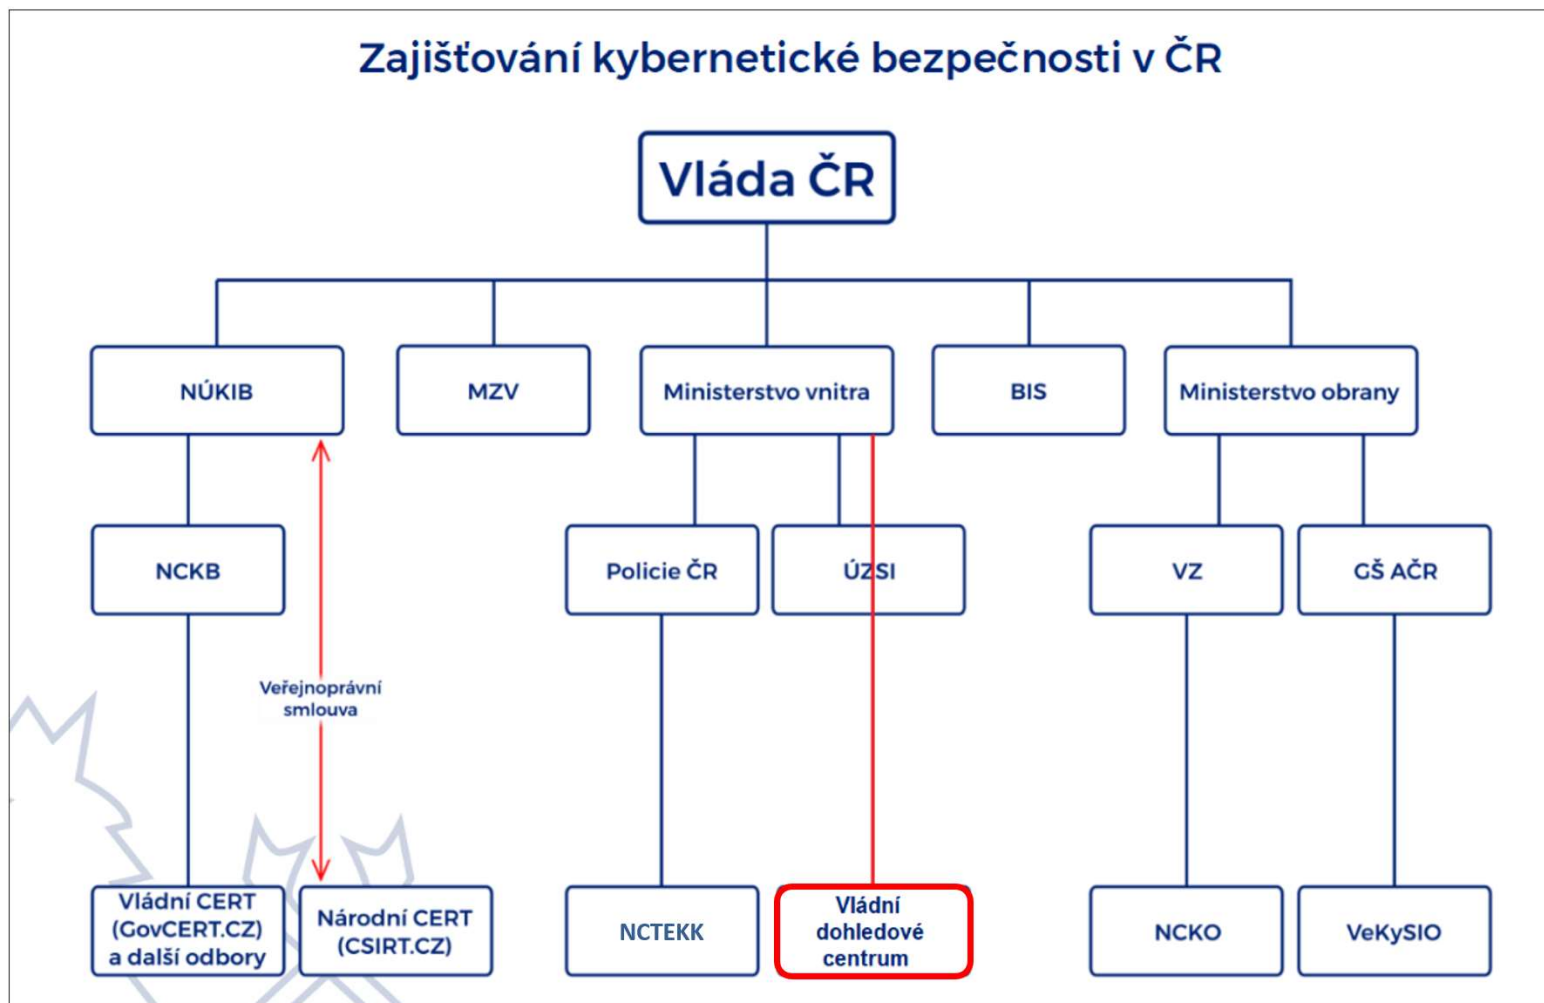 Zajišťování kybernetické bezpečnosti v ČR
Vláda ČR
NÚKIB
MZV
Ministerstvo vnitra
BIS
Ministerstvo obrany
NCKB
Policie ČR
ÚZSI
VZ
GŠ AČR
Veřejnoprávní
smlouva
Vládní CERT
(GovCERT.CZ)
a další odbory
Národní CERT
(CSIRT.CZ)
NCTEKK
Vládní
dohledové
centrum
NCKO
VeKySIO